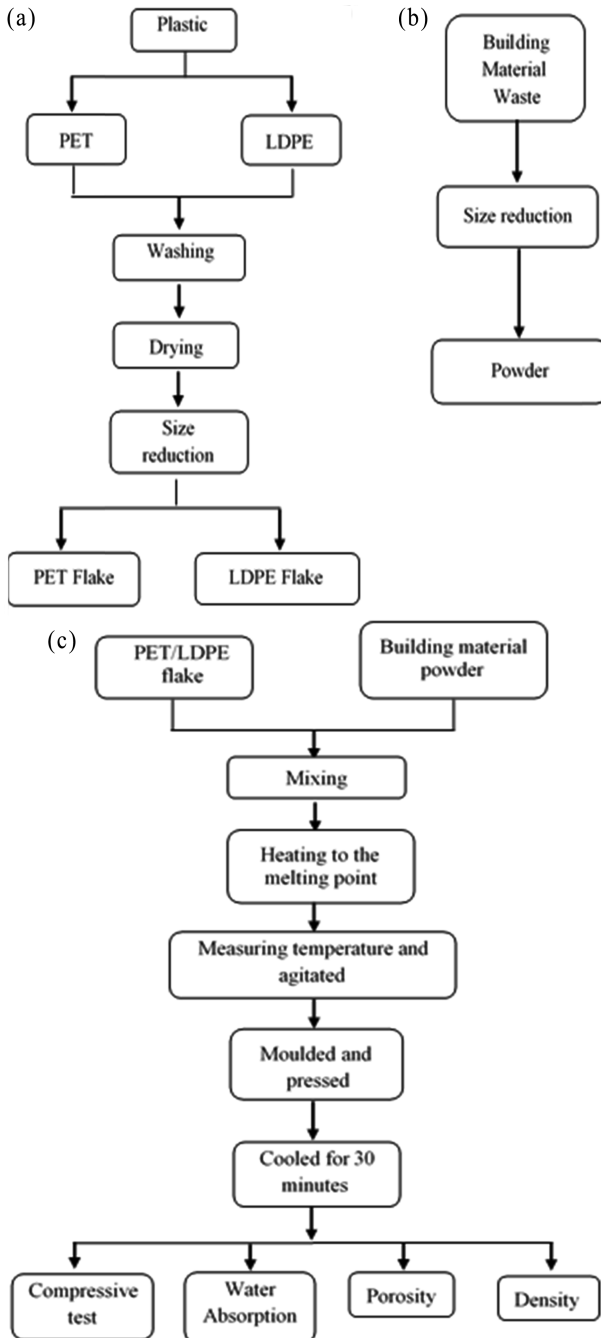 (a)
Plastic
PET
LDPE
Washing
Drying
Size
reduction
PET Flake
LDPE Flake
(b)
Building
Material
Waste
Size reduction
Powder
(c)
PET/LDPE
flake
Building material
powder
Mixing
Heating to the
melting point
Measuring temperature and
agitated
Moulded and
pressed
Cooled for 30
minutes
Compressive
test
Water
Absorption
Porosity
Density